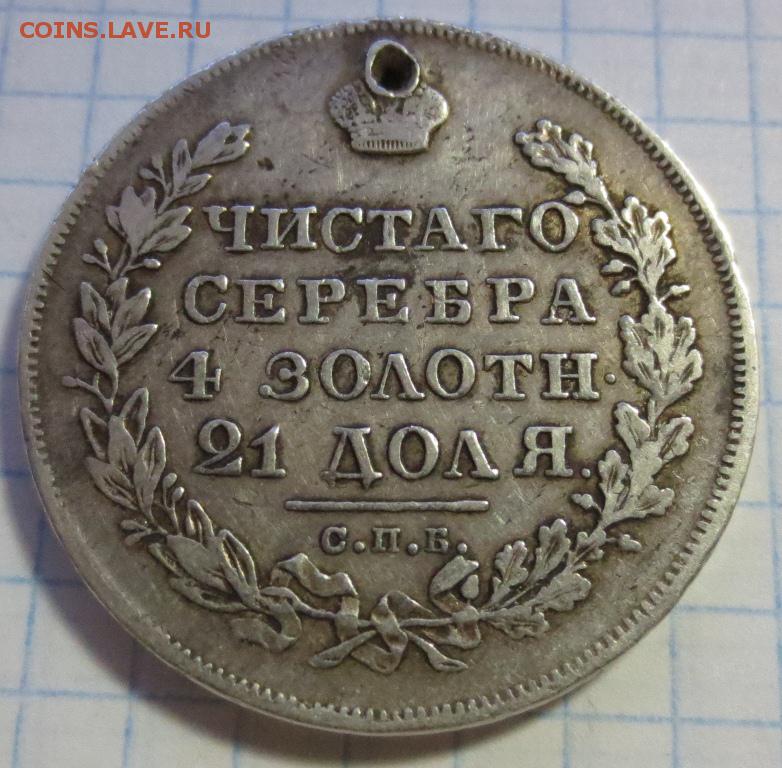 COINS.LAVE.RU
ЧИСТАГО
СЕРЕБРА
4 ЗОЛОТН.
21 ДОЛЯ.
С.П.Б.